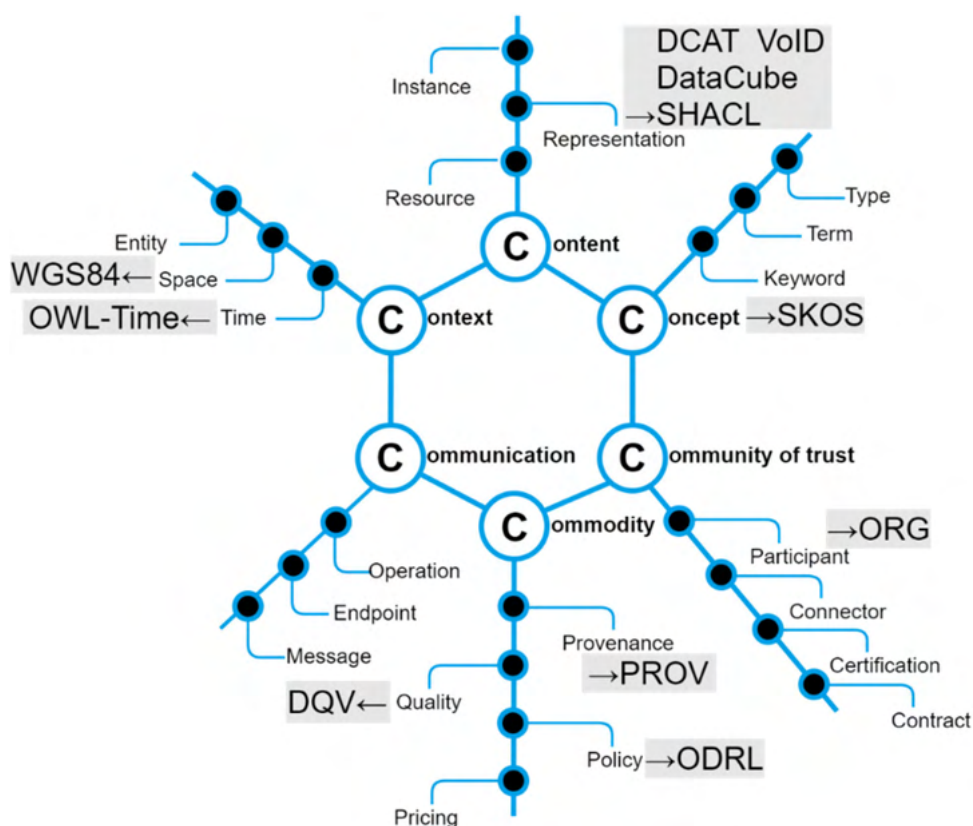 DCAT VoID
DataCube
→SHACL
Instance
Representation
Resource
Content
Type
Term
Keyword
Concept →SKOS
Entity
WGS84← Space
OWL-Time← Time
Context
Communication
Operation
Endpoint
Message
Community of trust
→ORG
Participant
Connector
Certification
Contract
Commodity
Provenance
→PROV
DQV← Quality
Policy →ODRL
Pricing